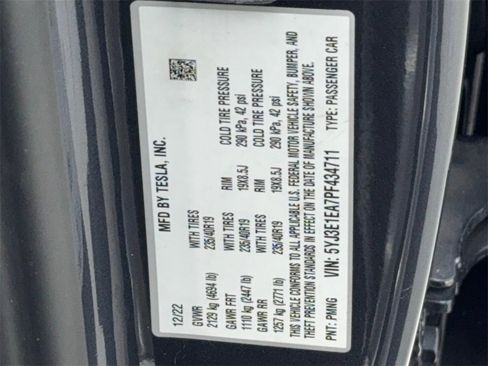 MFD BY TESLA, INC.
12/22
GVWR
2129 kg (4694 lb)
GAWR FRT WITH TIRES RIM COLD TIRE PRESSURE
1110 kg (2447 lb) 235/40R19 19X8.5J 290 kPa, 42 psi
GAWR RR WITH TIRES RIM COLD TIRE PRESSURE
1257 kg (2771 lb) 235/40R19 19X8.5J 290 kPa, 42 psi
THIS VEHICLE CONFORMS TO ALL APPLICABLE U.S. FEDERAL MOTOR VEHICLE SAFETY, BUMPER, AND
THEFT PREVENTION STANDARDS IN EFFECT ON THE DATE OF MANUFACTURE SHOWN ABOVE.
VIN: 5YJ3E1EA7PF434711
PNT: PMNG TYPE: PASSENGER CAR